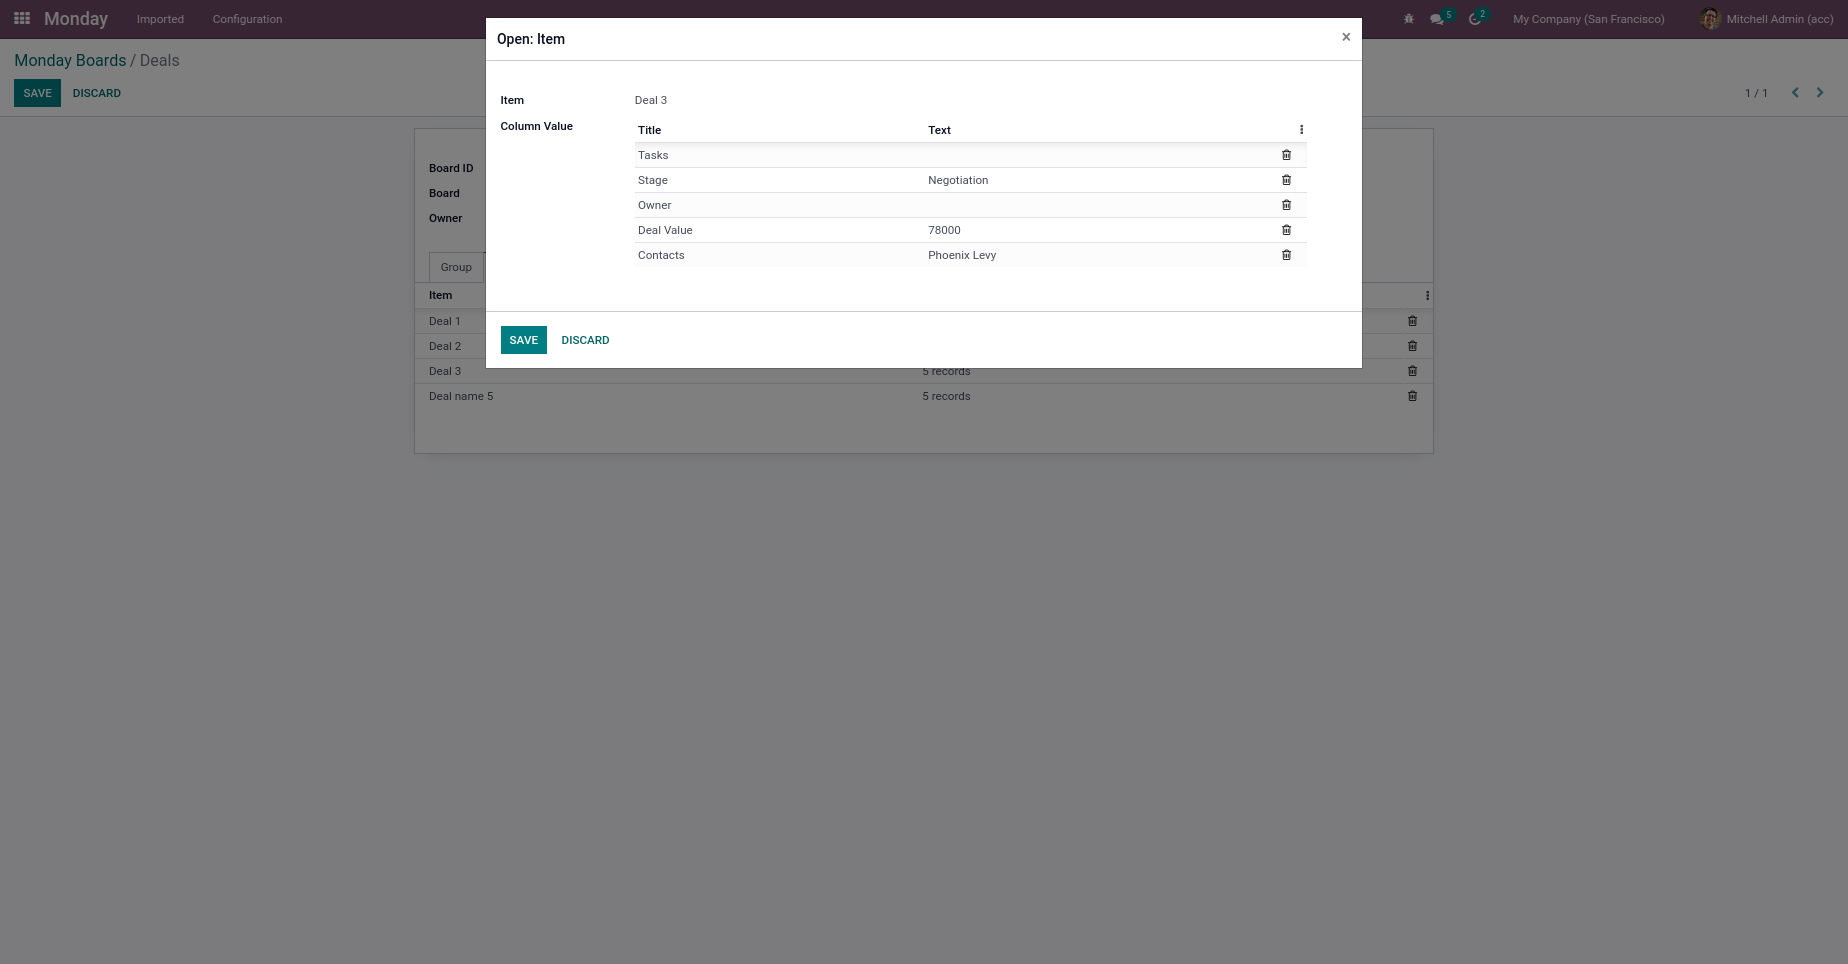 Monday Imported Configuration 5 2 My Company (San Francisco) Mitchell Admin (acc)
Monday Boards / Deals
SAVE DISCARD 1 / 1
Open: Item ×
Item Deal 3
Column Value Title Text
Tasks
Stage Negotiation
Owner
Deal Value 78000
Contacts Phoenix Levy
SAVE DISCARD
Board ID
Board
Owner
Group
Item
Deal 1
Deal 2
Deal 3 5 records
Deal name 5 5 records